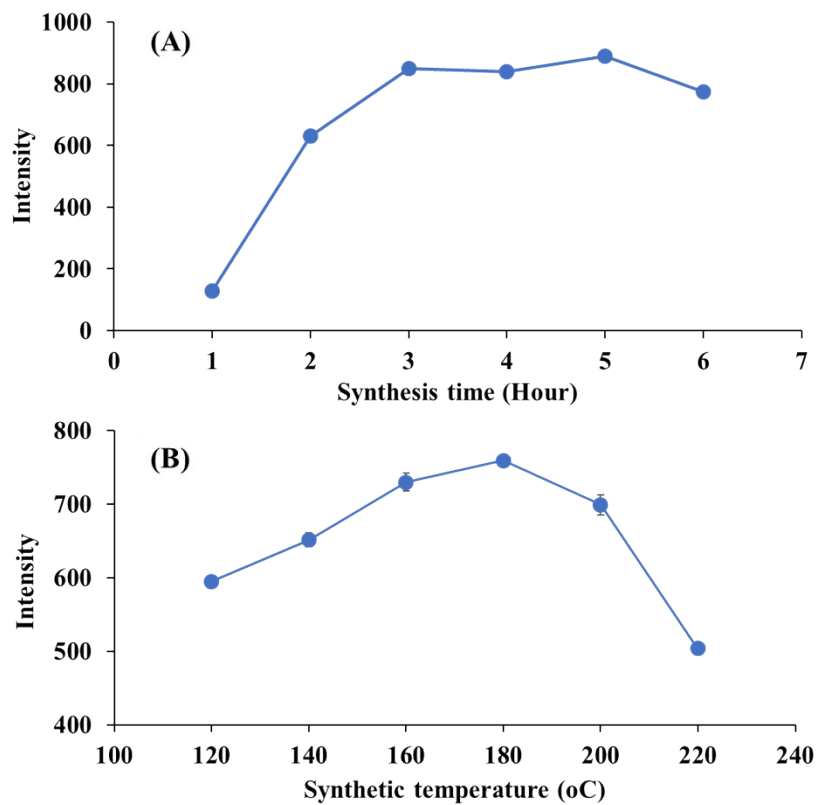 (A)
Intensity
1000
800
600
400
200
0
0 1 2 3 4 5 6 7
Synthesis time (Hour)
(B)
Intensity
800
700
600
500
400
100 120 140 160 180 200 220 240
Synthetic temperature (oC)